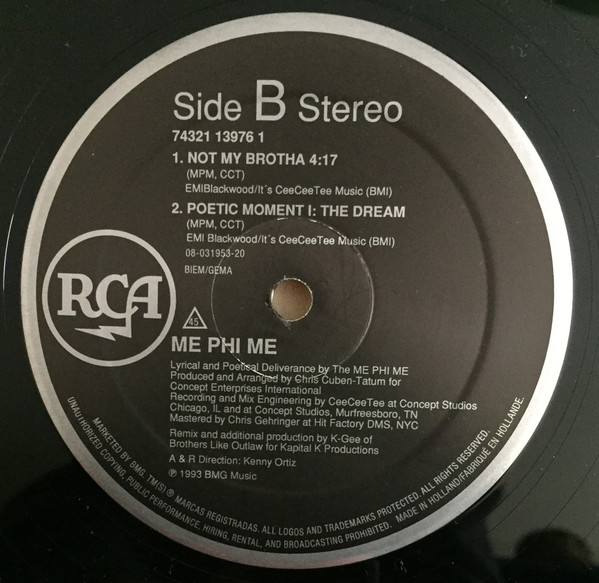 Side B Stereo
74321 13976 1
1. NOT MY BROTHA 4:17
(MPM, CCT)
EMIBlackwood/It´s CeeCeeTee Music (BMI)
2. POETIC MOMENT I: THE DREAM
(MPM, CCT)
EMI Blackwood/It´s CeeCeeTee Music (BMI)
08-031953-20
BIEM/GEMA
RCA
45
ME PHI ME
Lyrical and Poetical Deliverance by The ME PHI ME
Produced and Arranged by Chris Cuben-Tatum for
Concept Enterprises International
Recording and Mix Engineering by CeeCeeTee at Concept Studios
Chicago, IL and at Concept Studios, Murfreesboro, TN
Mastered by Chris Gehringer at Hit Factory DMS, NYC
Remix and additional production by K-Gee of
Brothers Like Outlaw for Kapital K Productions
A & R Direction: Kenny Ortiz
℗ 1993 BMG Music
MARKETED BY BMG. TM(S) ® MARCAS REGISTRADAS. ALL LOGOS AND TRADEMARKS PROTECTED. ALL RIGHTS RESERVED.
UNAUTHORIZED COPYING, PUBLIC PERFORMANCE, HIRING, RENTAL, AND BROADCASTING PROHIBITED. MADE IN HOLLAND/FABRIQUÉ EN HOLLANDE.